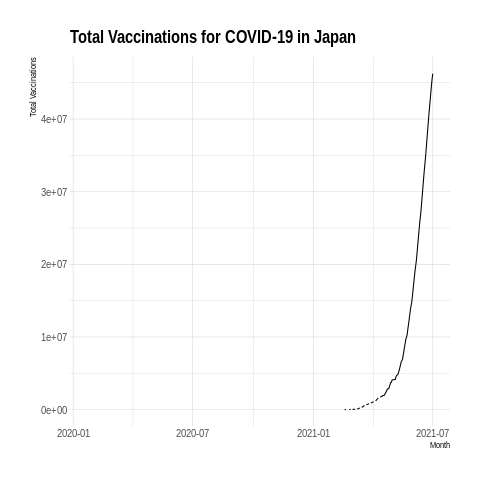 Total Vaccinations for COVID-19 in Japan
Total Vaccinations
4e+07
3e+07
2e+07
1e+07
0e+00
2020-01 2020-07 2021-01 2021-07
Month